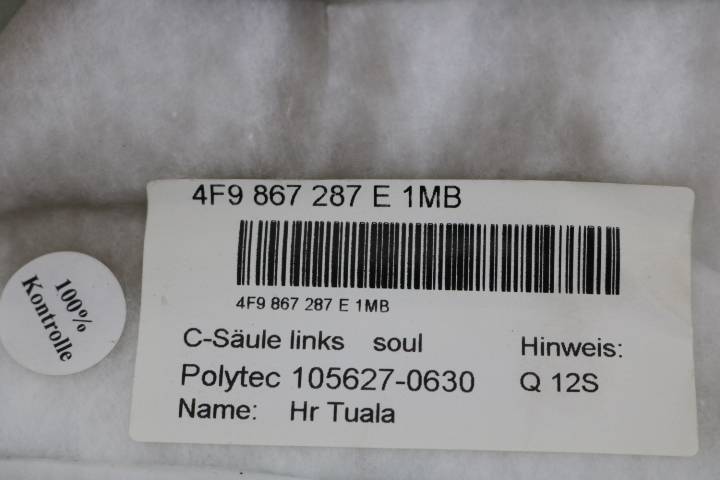 4F9 867 287 E 1MB
4F9 867 287 E 1MB
C-Säule links soul
Hinweis:
Polytec 105627-0630
Q 12S
Name: Hr Tuala
100%
Kontrolle